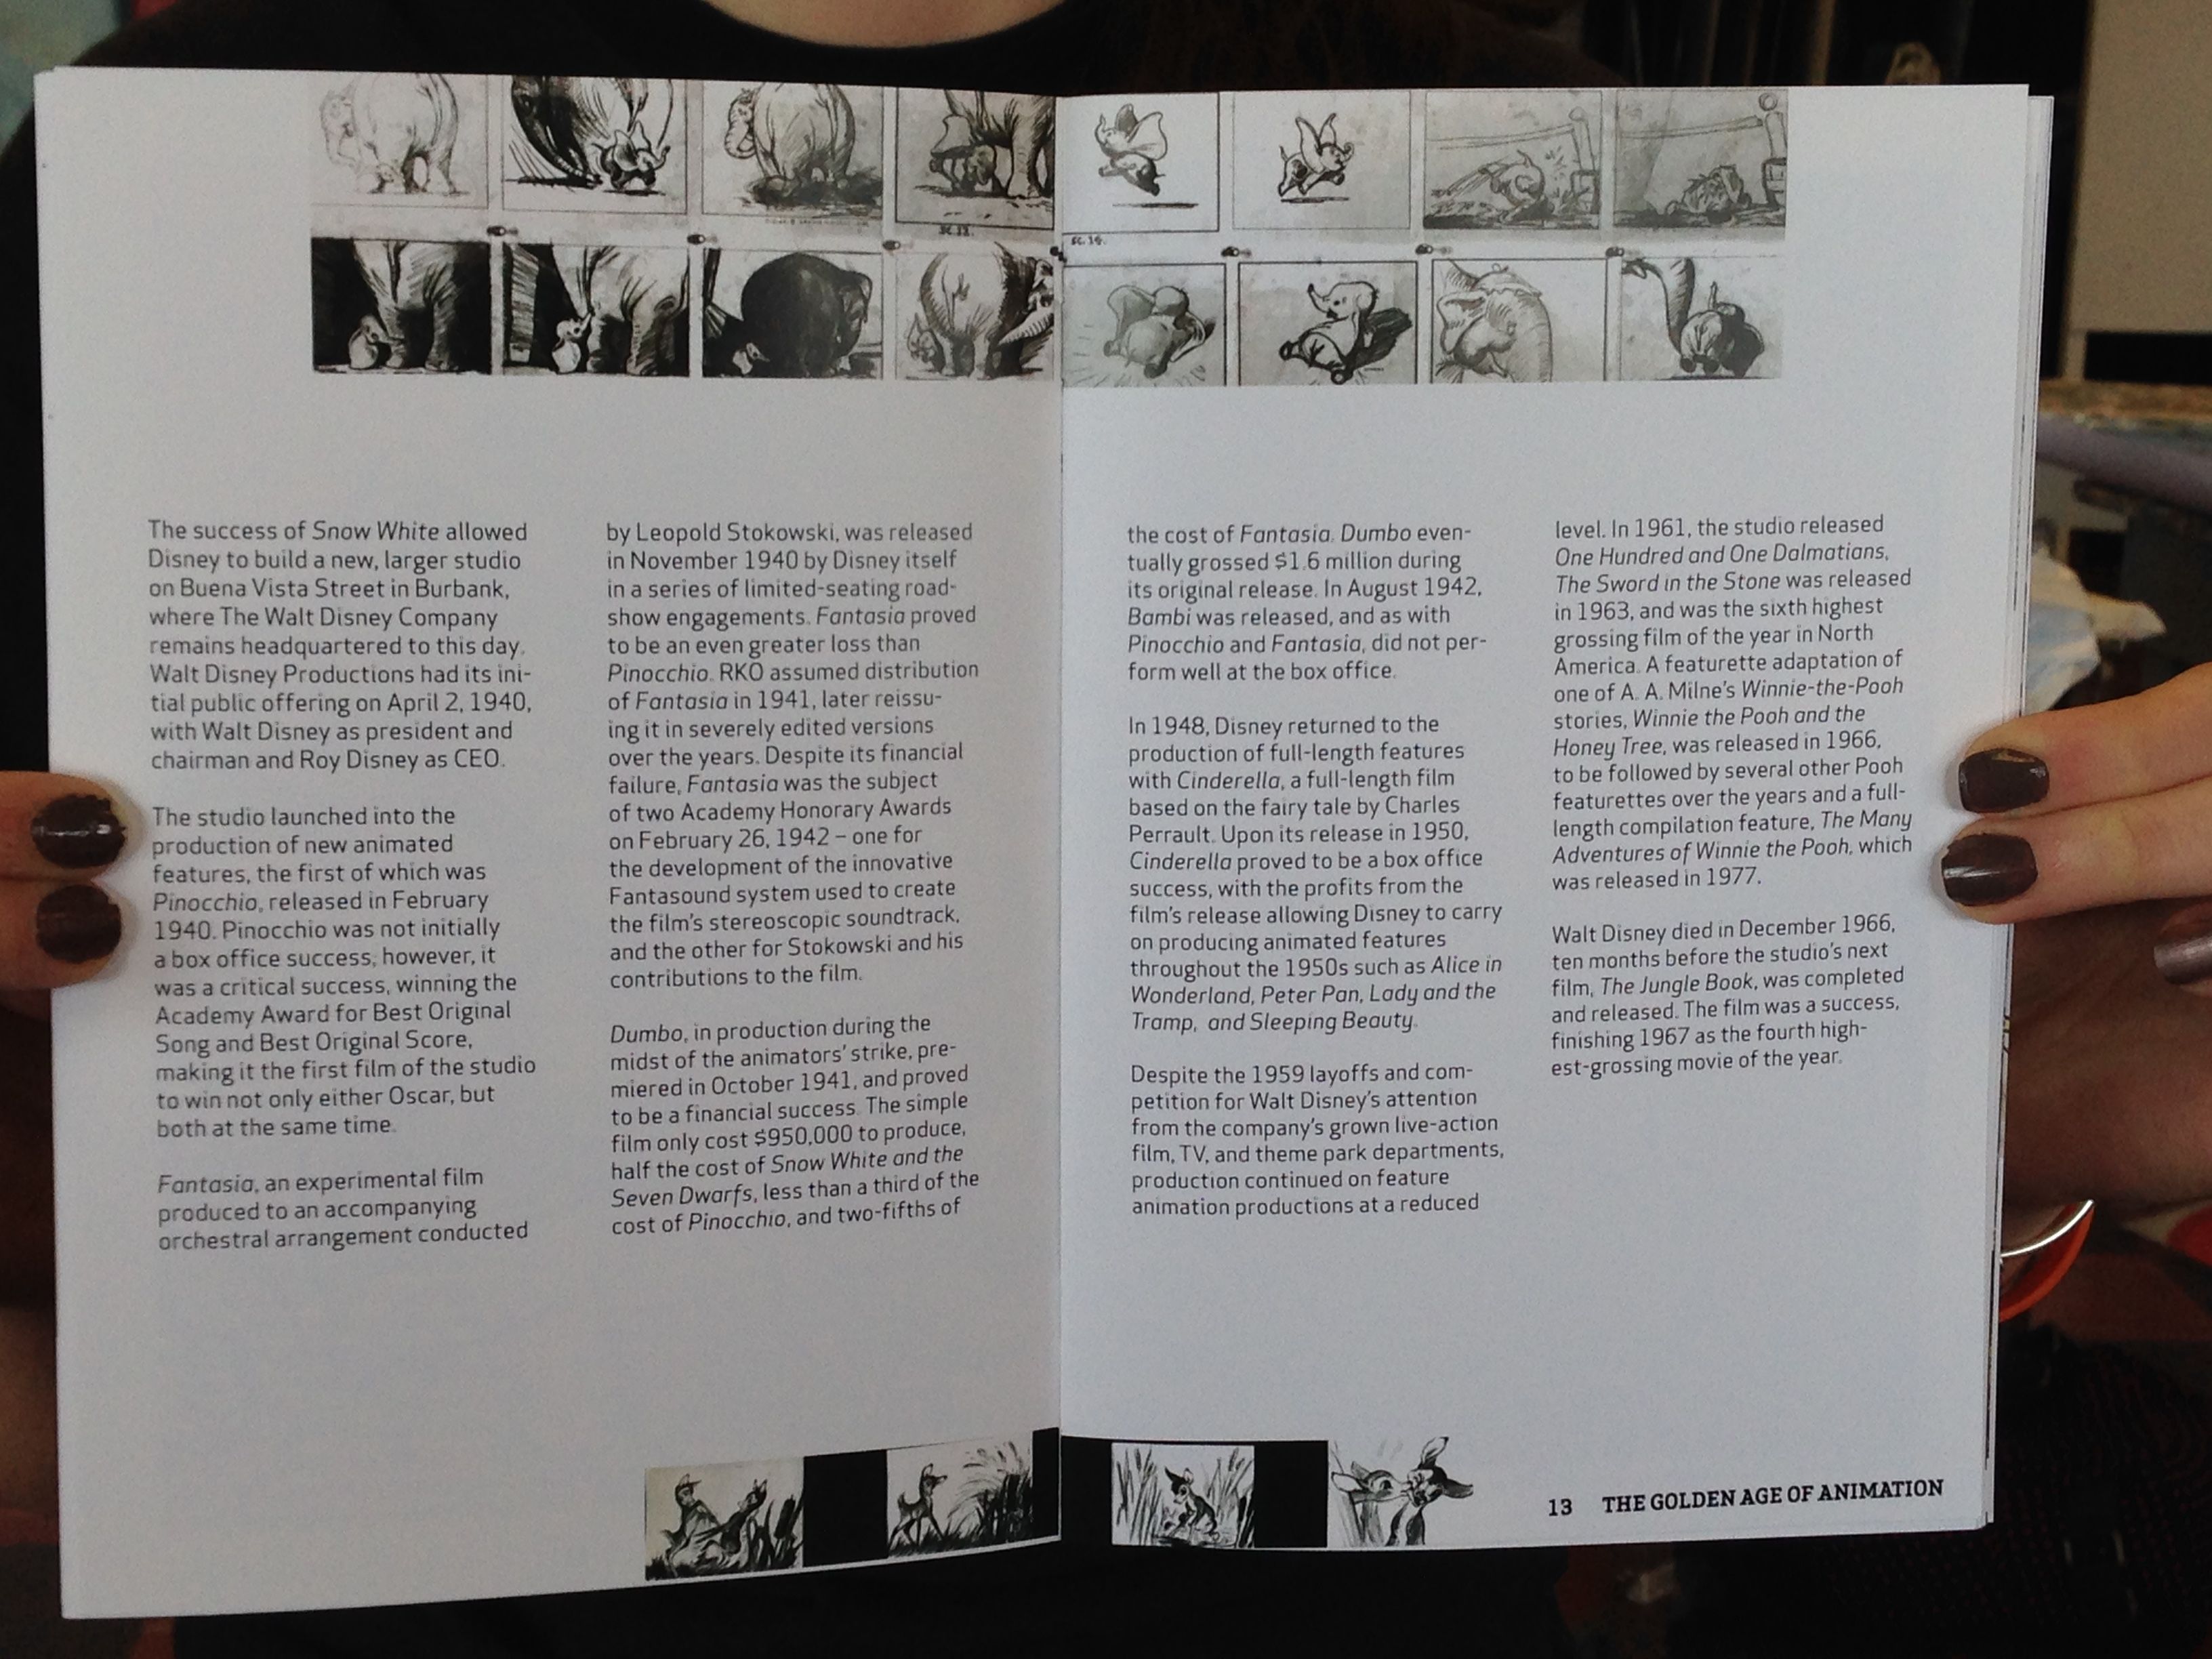 SC. 14.
The success of Snow White allowed
Disney to build a new, larger studio
on Buena Vista Street in Burbank,
where The Walt Disney Company
remains headquartered to this day.
Walt Disney Productions had its ini-
tial public offering on April 2, 1940,
with Walt Disney as president and
chairman and Roy Disney as CEO.
The studio launched into the
production of new animated
features, the first of which was
Pinocchio, released in February
1940. Pinocchio was not initially
a box office success, however, it
was a critical success, winning the
Academy Award for Best Original
Song and Best Original Score,
making it the first film of the studio
to win not only either Oscar, but
both at the same time.
Fantasia, an experimental film
produced to an accompanying
orchestral arrangement conducted
by Leopold Stokowski, was released
in November 1940 by Disney itself
in a series of limited-seating road-
show engagements. Fantasia proved
to be an even greater loss than
Pinocchio. RKO assumed distribution
of Fantasia in 1941, later reissu-
ing it in severely edited versions
over the years. Despite its financial
failure, Fantasia was the subject
of two Academy Honorary Awards
on February 26, 1942 – one for
the development of the innovative
Fantasound system used to create
the film's stereoscopic soundtrack,
and the other for Stokowski and his
contributions to the film.
Dumbo, in production during the
midst of the animators' strike, pre-
miered in October 1941, and proved
to be a financial success. The simple
film only cost $950,000 to produce,
half the cost of Snow White and the
Seven Dwarfs, less than a third of the
cost of Pinocchio, and two-fifths of
the cost of Fantasia. Dumbo even-
tually grossed $1.6 million during
its original release. In August 1942,
Bambi was released, and as with
Pinocchio and Fantasia, did not per-
form well at the box office.
In 1948, Disney returned to the
production of full-length features
with Cinderella, a full-length film
based on the fairy tale by Charles
Perrault. Upon its release in 1950,
Cinderella proved to be a box office
success, with the profits from the
film's release allowing Disney to carry
on producing animated features
throughout the 1950s such as Alice in
Wonderland, Peter Pan, Lady and the
Tramp, and Sleeping Beauty.
Despite the 1959 layoffs and com-
petition for Walt Disney's attention
from the company's grown live-action
film, TV, and theme park departments,
production continued on feature
animation productions at a reduced
level. In 1961, the studio released
One Hundred and One Dalmatians,
The Sword in the Stone was released
in 1963, and was the sixth highest
grossing film of the year in North
America. A featurette adaptation of
one of A. A. Milne's Winnie-the-Pooh
stories, Winnie the Pooh and the
Honey Tree, was released in 1966,
to be followed by several other Pooh
featurettes over the years and a full-
length compilation feature, The Many
Adventures of Winnie the Pooh, which
was released in 1977.
Walt Disney died in December 1966,
ten months before the studio's next
film, The Jungle Book, was completed
and released. The film was a success,
finishing 1967 as the fourth high-
est-grossing movie of the year.
13 THE GOLDEN AGE OF ANIMATION